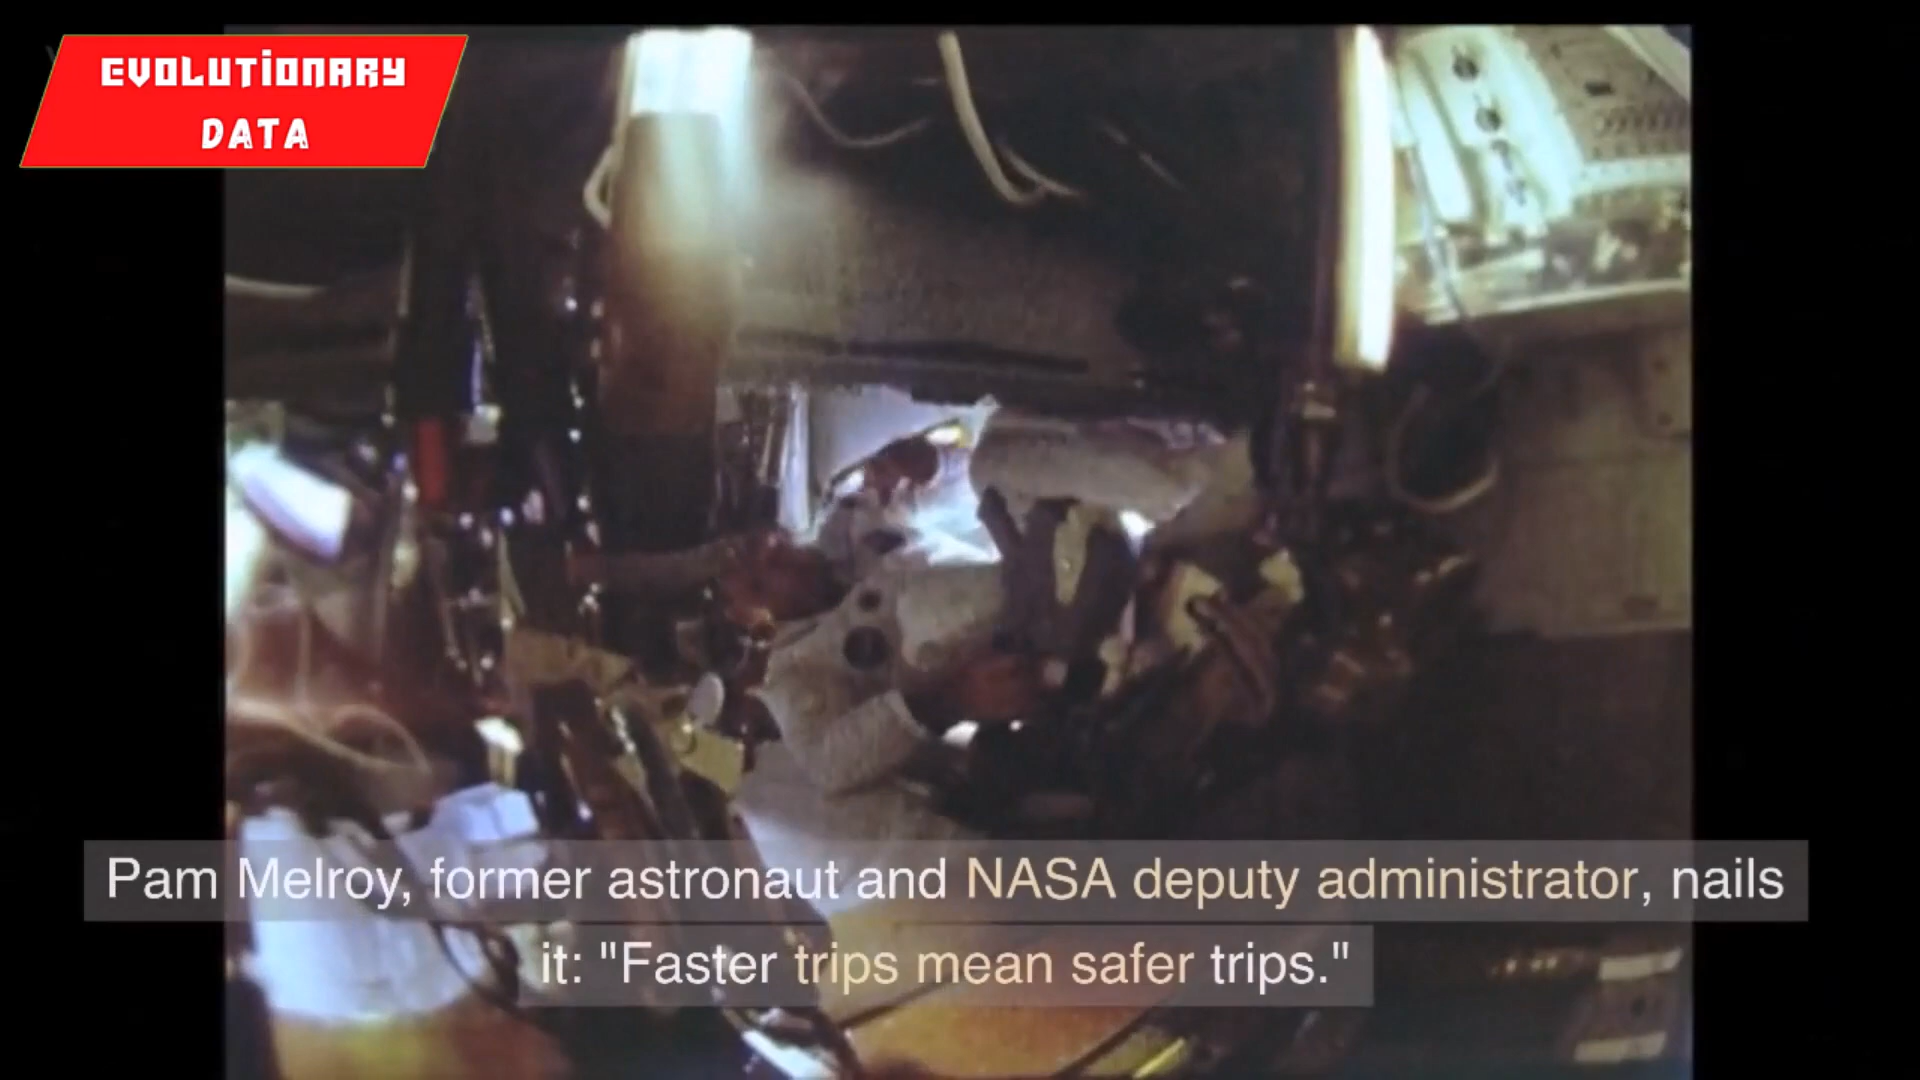 EVOLUTIONARY
DATA
Pam Melroy, former astronaut and NASA deputy administrator, nails
it: "Faster trips mean safer trips."